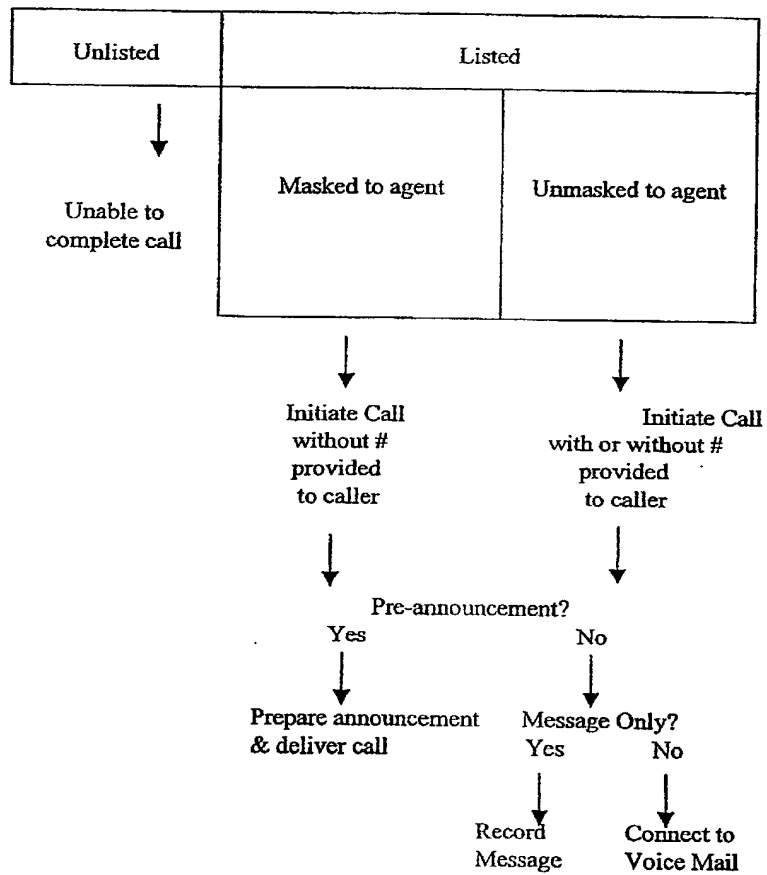 Unlisted
Listed
Masked to agent
Unmasked to agent
Unable to
complete call
Initiate Call
without #
provided
to caller
Initiate Call
with or without #
provided
to caller
Pre-announcement?
Yes
No
Prepare announcement
& deliver call
Message Only?
Yes
No
Record
Message
Connect to
Voice Mail